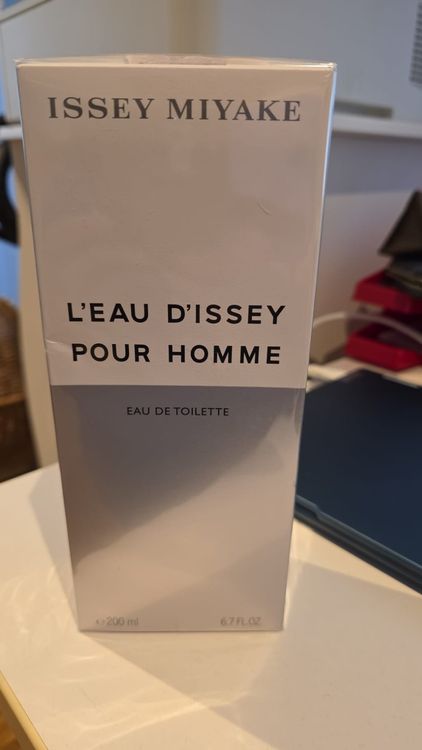 ISSEY MIYAKE
L'EAU D'ISSEY
POUR HOMME
EAU DE TOILETTE
℮200 ml 6.7 FL.OZ